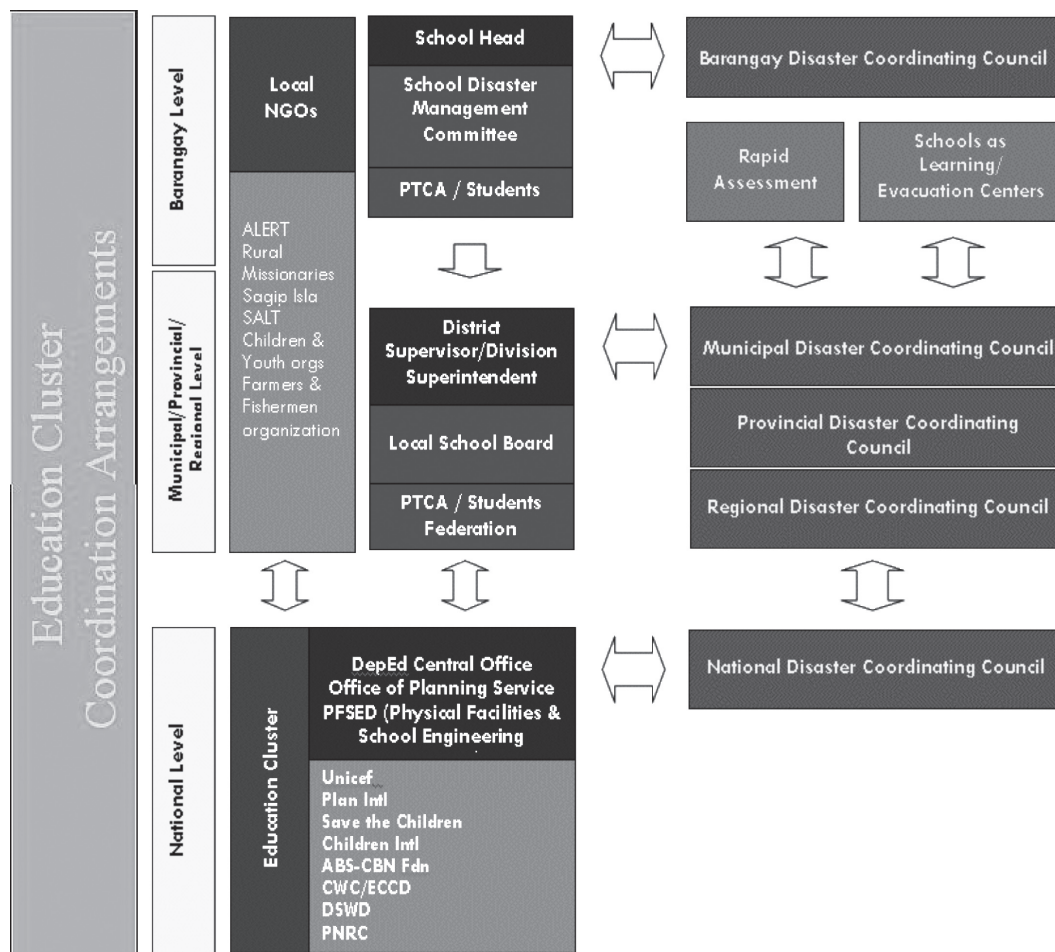 Education Cluster
Coordination Arrangements
Barangay Level
Local
NGOs
ALERT
Rural
Missionaries
Sagip Isla
SALT
Children &
Youth orgs
Farmers &
Fishermen
organization
School Head
School Disaster
Management
Committee
PTCA / Students
Barangay Disaster Coordinating Council
Rapid
Assessment
Schools as
Learning/
Evacuation Centers
Municipal/Provincial/
Regional Level
District
Supervisor/Division
Superintendent
Local School Board
PTCA / Students
Federation
Municipal Disaster Coordinating Council
Provincial Disaster Coordinating
Council
Regional Disaster Coordinating Council
National Level
Education Cluster
DepEd Central Office
Office of Planning Service
PFSED (Physical Facilities &
School Engineering
Unicef
Plan Intl
Save the Children
Children Intl
ABS-CBN Fdn
CWC/ECCD
DSWD
PNRC
National Disaster Coordinating Council